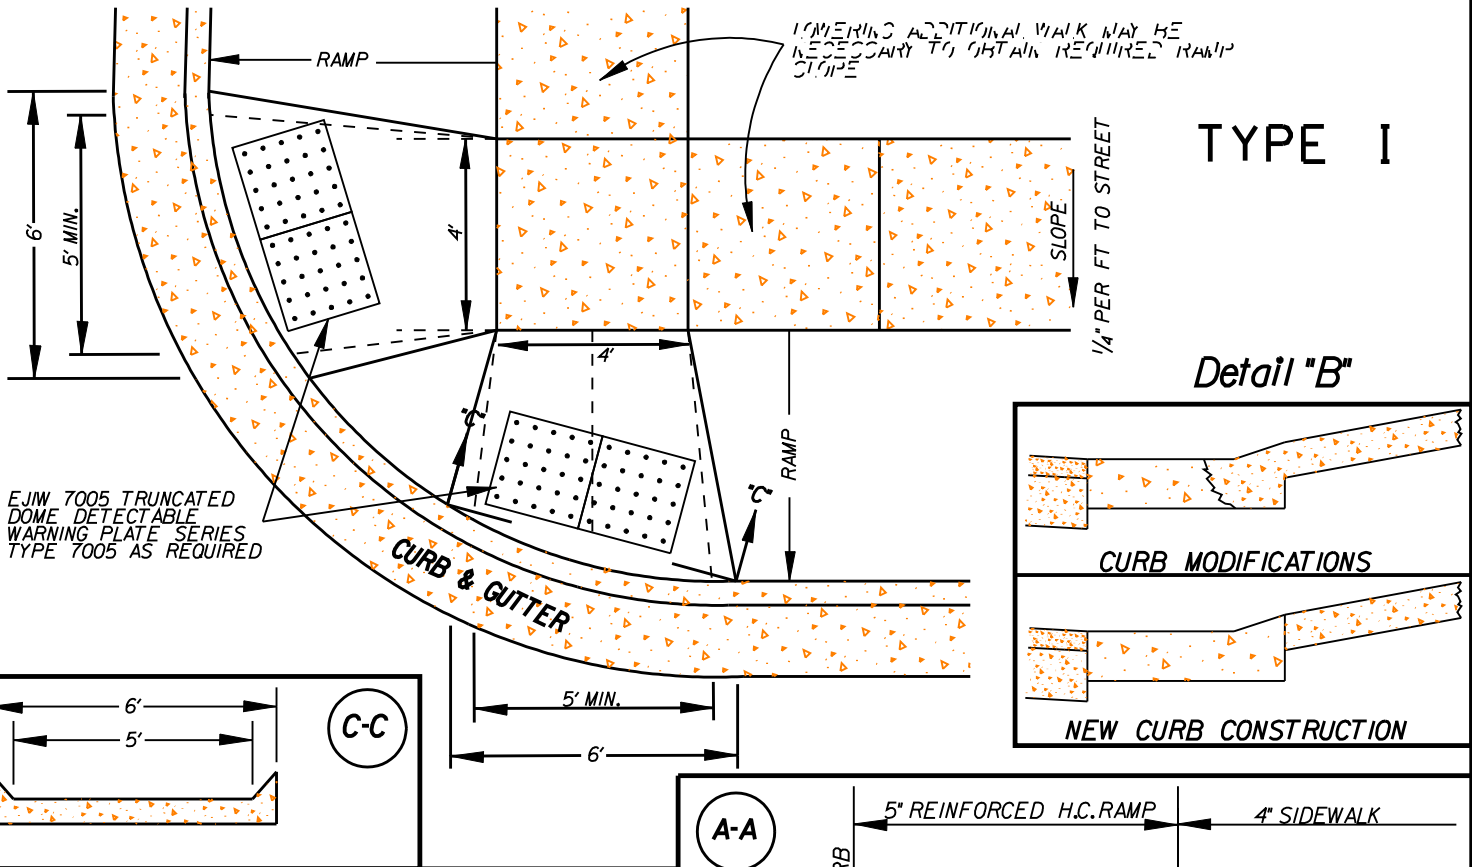 LOWERING ADDITIONAL WALK MAY BE
NECESSARY TO OBTAIN REQUIRED RAMP
SLOPE
RAMP
TYPE I
6'
5' MIN.
4'
SLOPE
1/4" PER FT TO STREET
4'
Detail "B"
"C"
RAMP
"C"
EJIW 7005 TRUNCATED
DOME DETECTABLE
WARNING PLATE SERIES
TYPE 7005 AS REQUIRED
CURB & GUTTER
CURB MODIFICATIONS
NEW CURB CONSTRUCTION
5' MIN.
6'
6'
5'
C-C
A-A
5" REINFORCED H.C. RAMP
4" SIDEWALK